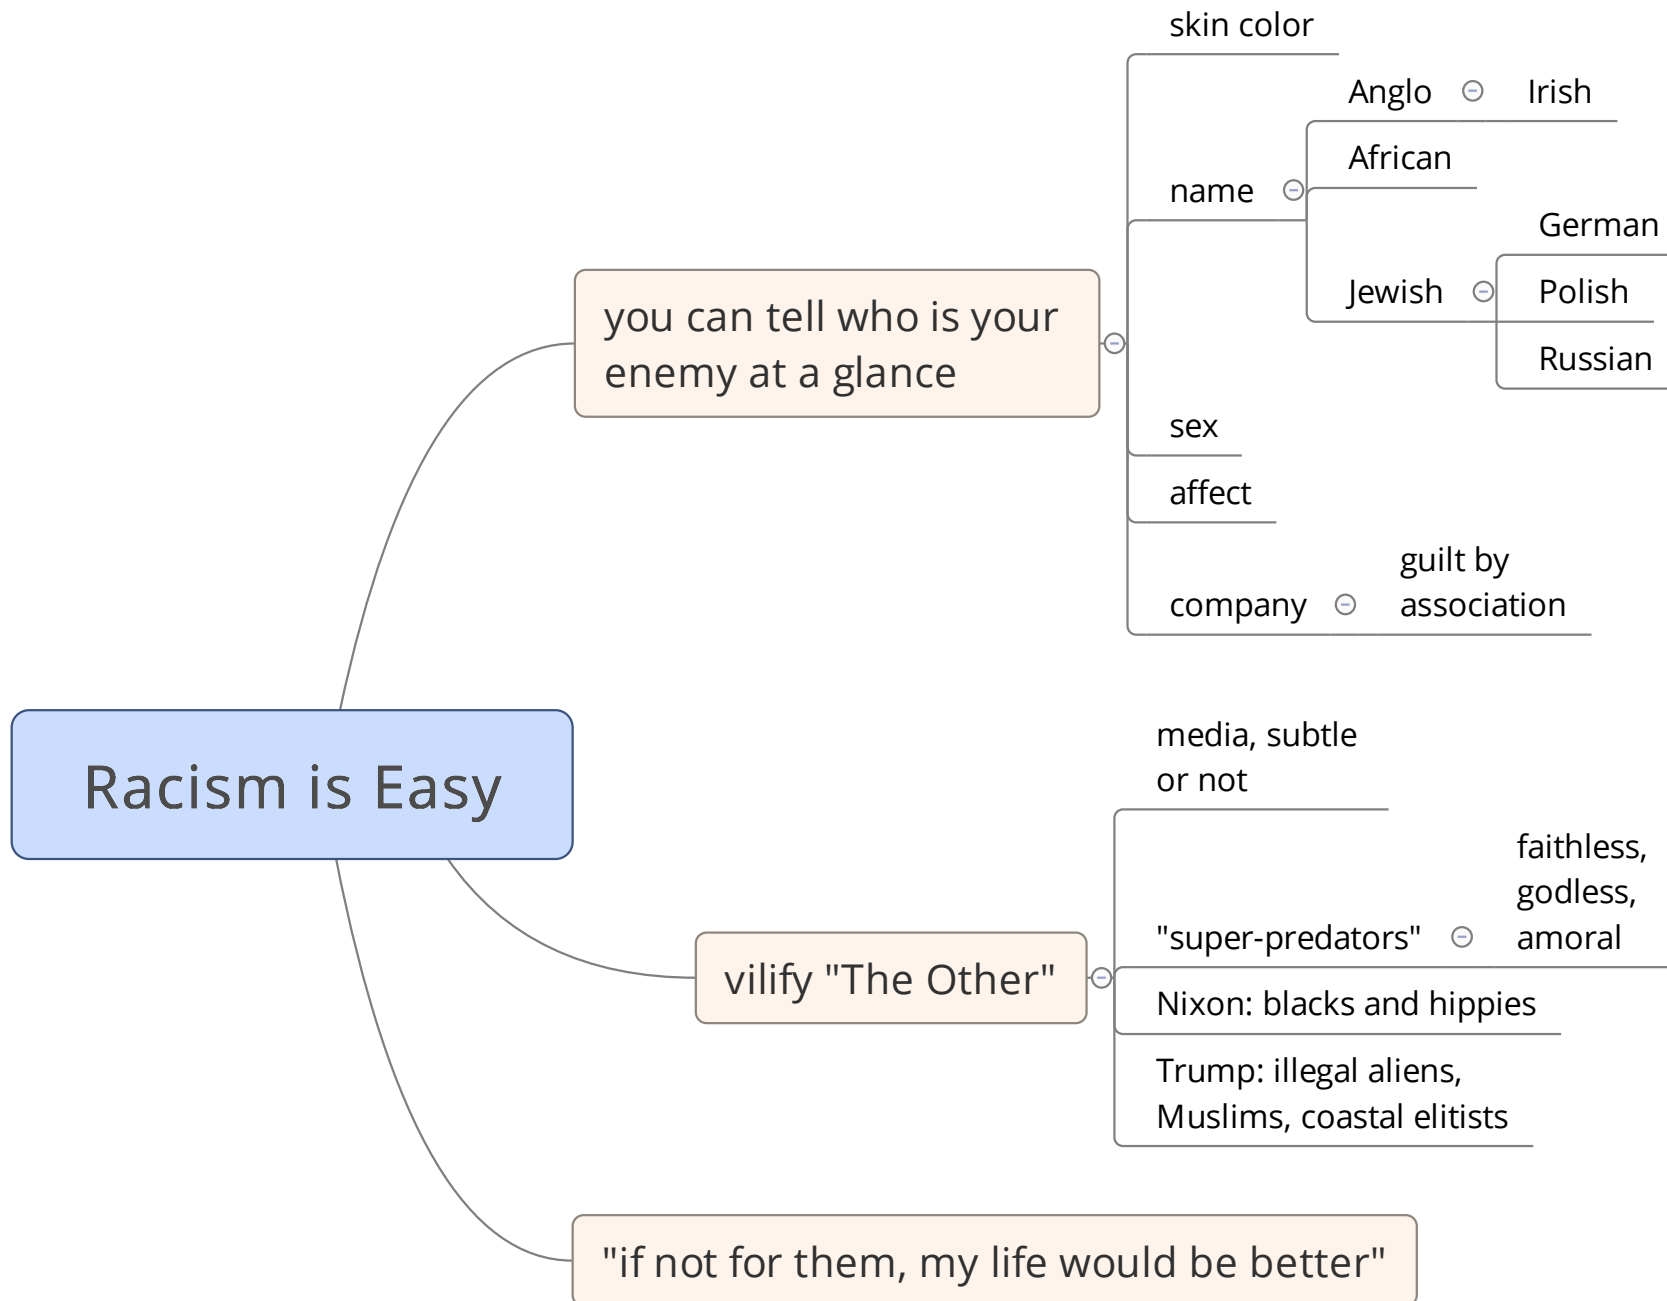 skin color
Anglo
Irish
African
name
German
Jewish
Polish
Russian
you can tell who is your
enemy at a glance
sex
affect
company
guilt by
association
Racism is Easy
media, subtle
or not
"super-predators"
faithless,
godless,
amoral
vilify "The Other"
Nixon: blacks and hippies
Trump: illegal aliens,
Muslims, coastal elitists
"if not for them, my life would be better"